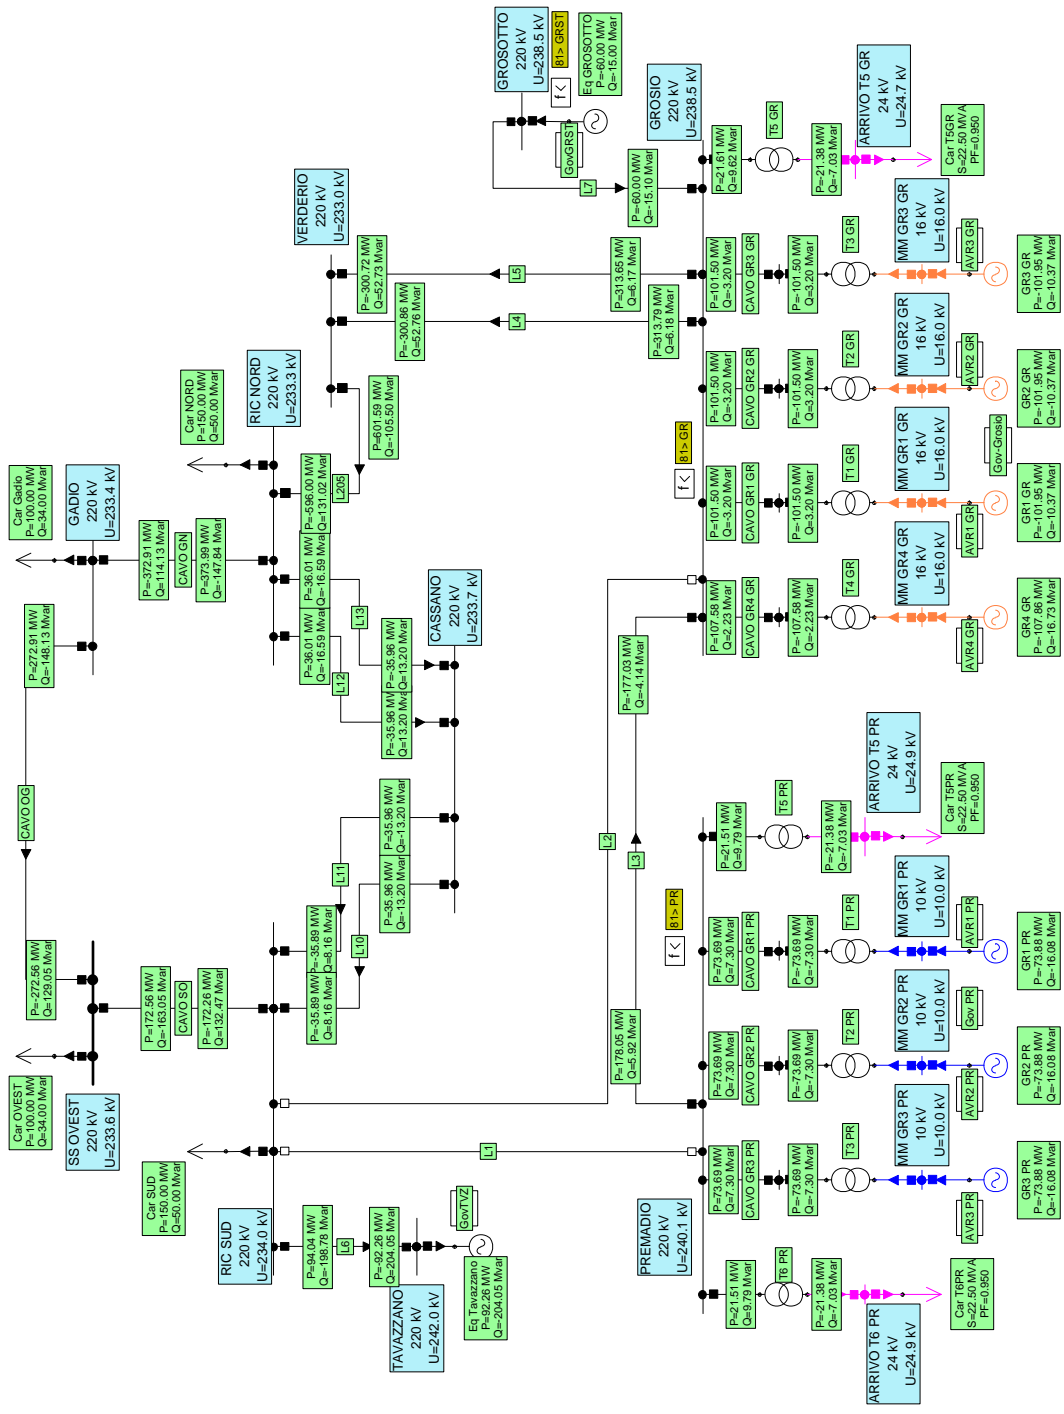 Car OVEST
P=100.00 MW
Q=34.00 Mvar
CAVO OG
Car Gadio
P=100.00 MW
Q=34.00 Mvar
SS OVEST
220 kV
U=233.6 kV
P=-272.56 MW
Q=129.05 Mvar
P=272.91 MW
Q=-148.13 Mvar
GADIO
220 kV
U=233.4 kV
Car SUD
P=150.00 MW
Q=50.00 Mvar
P=172.56 MW
Q=-163.05 Mvar
CAVO SO
P=-172.26 MW
Q=132.47 Mvar
P=-372.91 MW
Q=114.13 Mvar
CAVO GN
P=373.99 MW
Q=-147.84 Mvar
Car NORD
P=150.00 MW
Q=50.00 Mvar
RIC SUD
220 kV
U=234.0 kV
RIC NORD
220 kV
U=233.3 kV
P=94.04 MW
Q=-198.78 Mvar
L6
P=-92.26 MW
Q=204.05 Mvar
P=-35.89 MW
Q=8.16 Mvar
P=-35.89 MW
Q=8.16 Mvar
L11
L10
P=35.96 MW
Q=-13.20 Mvar
P=35.96 MW
Q=-13.20 Mvar
P=36.01 MW
Q=-16.59 Mvar
P=36.01 MW
Q=-16.59 Mvar
L12
L13
P=-35.96 MW
Q=13.20 Mvar
P=-35.96 MW
Q=13.20 Mvar
P=-596.00 MW
Q=131.02 Mvar
L205
P=601.59 MW
Q=-105.50 Mvar
VERDERIO
220 kV
U=233.0 kV
TAVAZZANO
220 kV
U=242.0 kV
GovTVZ
Eq Tavazzano
P=92.26 MW
Q=-204.05 Mvar
CASSANO
220 kV
U=233.7 kV
P=-300.86 MW
Q=52.76 Mvar
P=-300.72 MW
Q=52.73 Mvar
L4
L5
P=313.79 MW
Q=6.18 Mvar
P=313.65 MW
Q=6.17 Mvar
GROSOTTO
220 kV
U=238.5 kV
f<
81> GRST
GovGRST
Eq GROSOTTO
P=-60.00 MW
Q=-15.00 Mvar
L7
P=-60.00 MW
Q=-15.10 Mvar
L1
L2
L3
P=178.05 MW
Q=5.92 Mvar
P=-177.03 MW
Q=-4.14 Mvar
PREMADIO
220 kV
U=240.1 kV
f<
81> PR
f<
81> GR
GROSIO
220 kV
U=238.5 kV
P=21.51 MW
Q=9.79 Mvar
P=73.69 MW
Q=7.30 Mvar
P=73.69 MW
Q=7.30 Mvar
P=73.69 MW
Q=7.30 Mvar
P=21.51 MW
Q=9.79 Mvar
P=107.58 MW
Q=2.23 Mvar
P=101.50 MW
Q=-3.20 Mvar
P=101.50 MW
Q=-3.20 Mvar
P=101.50 MW
Q=-3.20 Mvar
P=21.61 MW
Q=9.62 Mvar
CAVO GR3 PR
CAVO GR2 PR
CAVO GR1 PR
CAVO GR4 GR
CAVO GR1 GR
CAVO GR2 GR
CAVO GR3 GR
T6 PR
T5 PR
T5 GR
P=-21.38 MW
Q=-7.03 Mvar
P=-73.69 MW
Q=-7.30 Mvar
P=-73.69 MW
Q=-7.30 Mvar
P=-73.69 MW
Q=-7.30 Mvar
P=-21.38 MW
Q=-7.03 Mvar
P=-107.58 MW
Q=-2.23 Mvar
P=-101.50 MW
Q=3.20 Mvar
P=-101.50 MW
Q=3.20 Mvar
P=-101.50 MW
Q=3.20 Mvar
P=-21.38 MW
Q=-7.03 Mvar
T3 PR
T2 PR
T1 PR
T4 GR
T1 GR
T2 GR
T3 GR
ARRIVO T6 PR
24 kV
U=24.9 kV
ARRIVO T5 PR
24 kV
U=24.9 kV
ARRIVO T5 GR
24 kV
U=24.7 kV
MM GR3 PR
10 kV
U=10.0 kV
MM GR2 PR
10 kV
U=10.0 kV
MM GR1 PR
10 kV
U=10.0 kV
MM GR4 GR
16 kV
U=16.0 kV
MM GR1 GR
16 kV
U=16.0 kV
MM GR2 GR
16 kV
U=16.0 kV
MM GR3 GR
16 kV
U=16.0 kV
Car T6PR
S=22.50 MVA
PF=0.950
Car T5PR
S=22.50 MVA
PF=0.950
Car T5GR
S=22.50 MVA
PF=0.950
AVR3 PR
AVR2 PR
Gov PR
AVR1 PR
AVR4 GR
AVR1 GR
Gov-Grosio
AVR2 GR
AVR3 GR
GR3 PR
P=-73.88 MW
Q=-16.08 Mvar
GR2 PR
P=-73.88 MW
Q=-16.08 Mvar
GR1 PR
P=-73.88 MW
Q=-16.08 Mvar
GR4 GR
P=-107.86 MW
Q=-16.76 Mvar
GR1 GR
P=-101.95 MW
Q=-10.37 Mvar
GR2 GR
P=-101.95 MW
Q=-10.37 Mvar
GR3 GR
P=-101.95 MW
Q=-10.37 Mvar